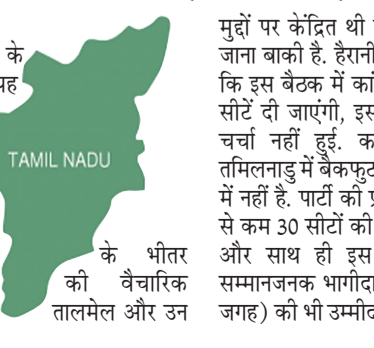 के
यह
TAMIL NADU
के भीतर
की वैचारिक
तालमेल और उन
मुद्दों पर केंद्रित थी
जाना बाकी है. हैरानी
कि इस बैठक में कां
सीटें दी जाएंगी, इस
चर्चा नहीं हुई. क
तमिलनाडु में बैकफुट
में नहीं है. पार्टी की प्र
से कम 30 सीटों की
और साथ ही इस
सम्मानजनक भागीदा
जगह) की भी उम्मीद